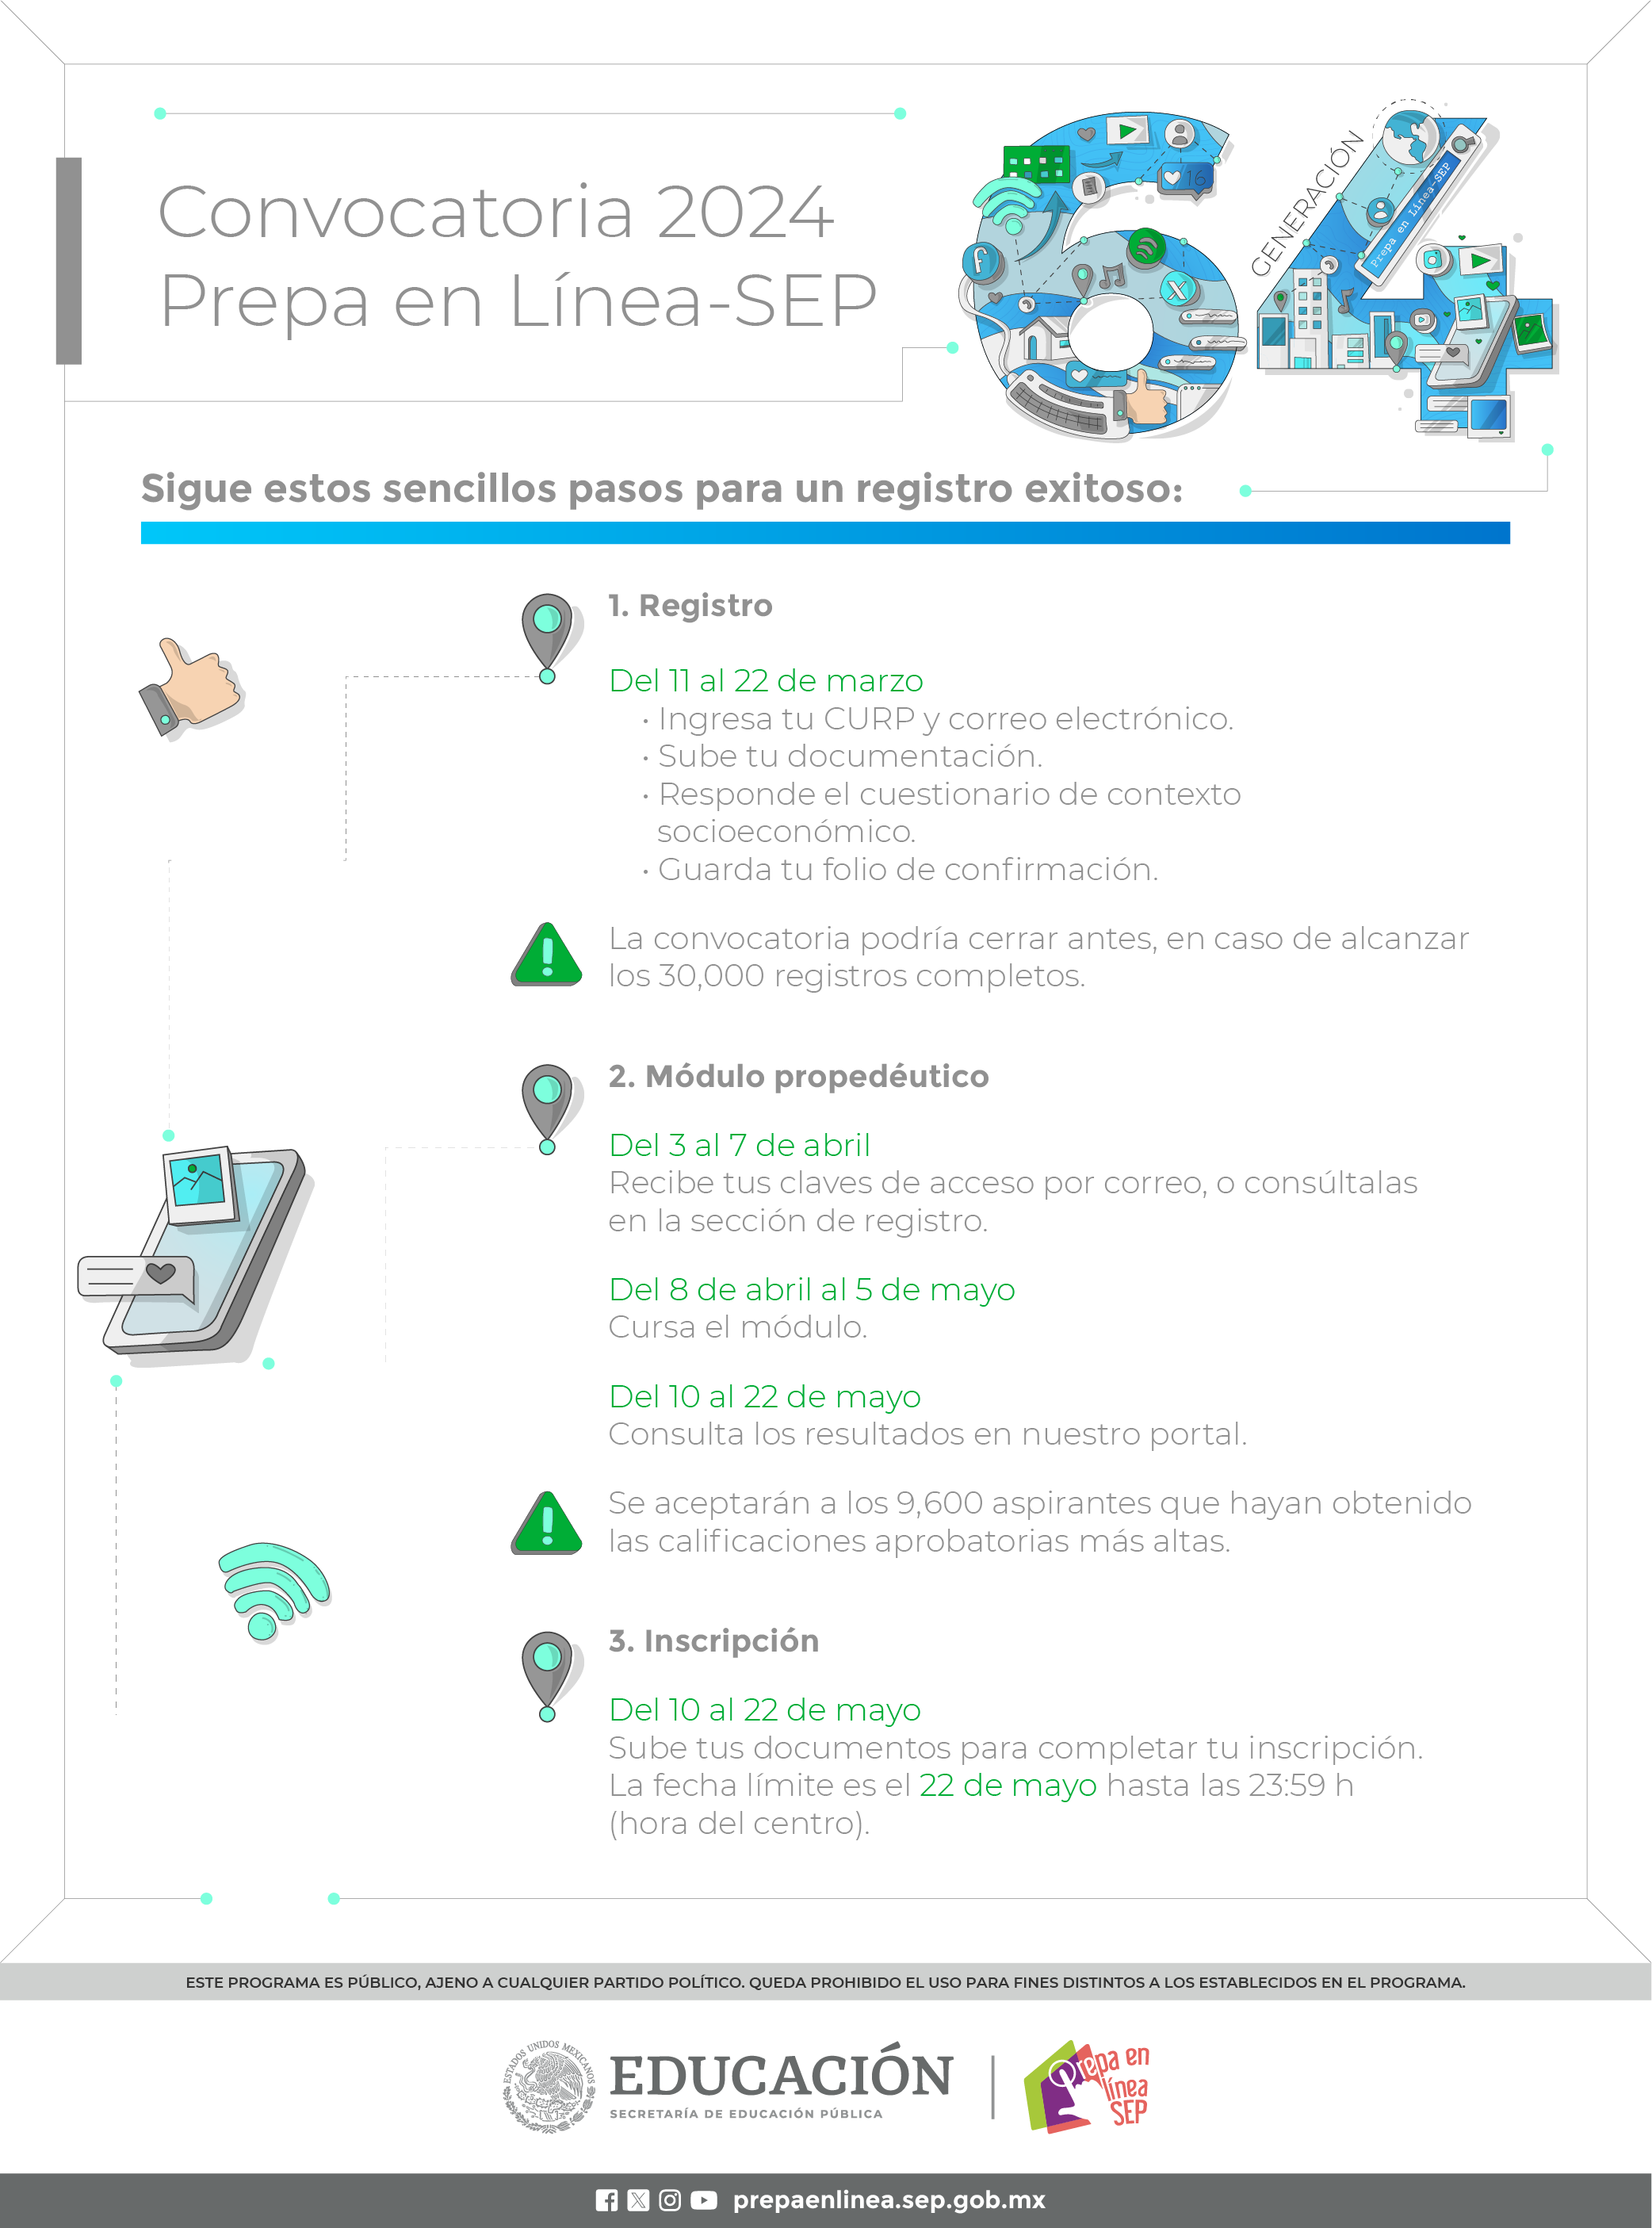 Convocatoria 2024
Prepa en Línea-SEP
16
GENERACIÓN
Prepa en Línea-SEP
Sigue estos sencillos pasos para un registro exitoso:
1. Registro
Del 11 al 22 de marzo
• Ingresa tu CURP y correo electrónico.
• Sube tu documentación.
• Responde el cuestionario de contexto
socioeconómico.
• Guarda tu folio de confirmación.
La convocatoria podría cerrar antes, en caso de alcanzar
los 30,000 registros completos.
2. Módulo propedéutico
Del 3 al 7 de abril
Recibe tus claves de acceso por correo, o consúltalas
en la sección de registro.
Del 8 de abril al 5 de mayo
Cursa el módulo.
Del 10 al 22 de mayo
Consulta los resultados en nuestro portal.
Se aceptarán a los 9,600 aspirantes que hayan obtenido
las calificaciones aprobatorias más altas.
3. Inscripción
Del 10 al 22 de mayo
Sube tus documentos para completar tu inscripción.
La fecha límite es el 22 de mayo hasta las 23:59 h
(hora del centro).
ESTE PROGRAMA ES PÚBLICO, AJENO A CUALQUIER PARTIDO POLÍTICO. QUEDA PROHIBIDO EL USO PARA FINES DISTINTOS A LOS ESTABLECIDOS EN EL PROGRAMA.
ESTADOS UNIDOS MEXICANOS
EDUCACIÓN
SECRETARÍA DE EDUCACIÓN PÚBLICA
Prepa en
línea
SEP
prepaenlinea.sep.gob.mx